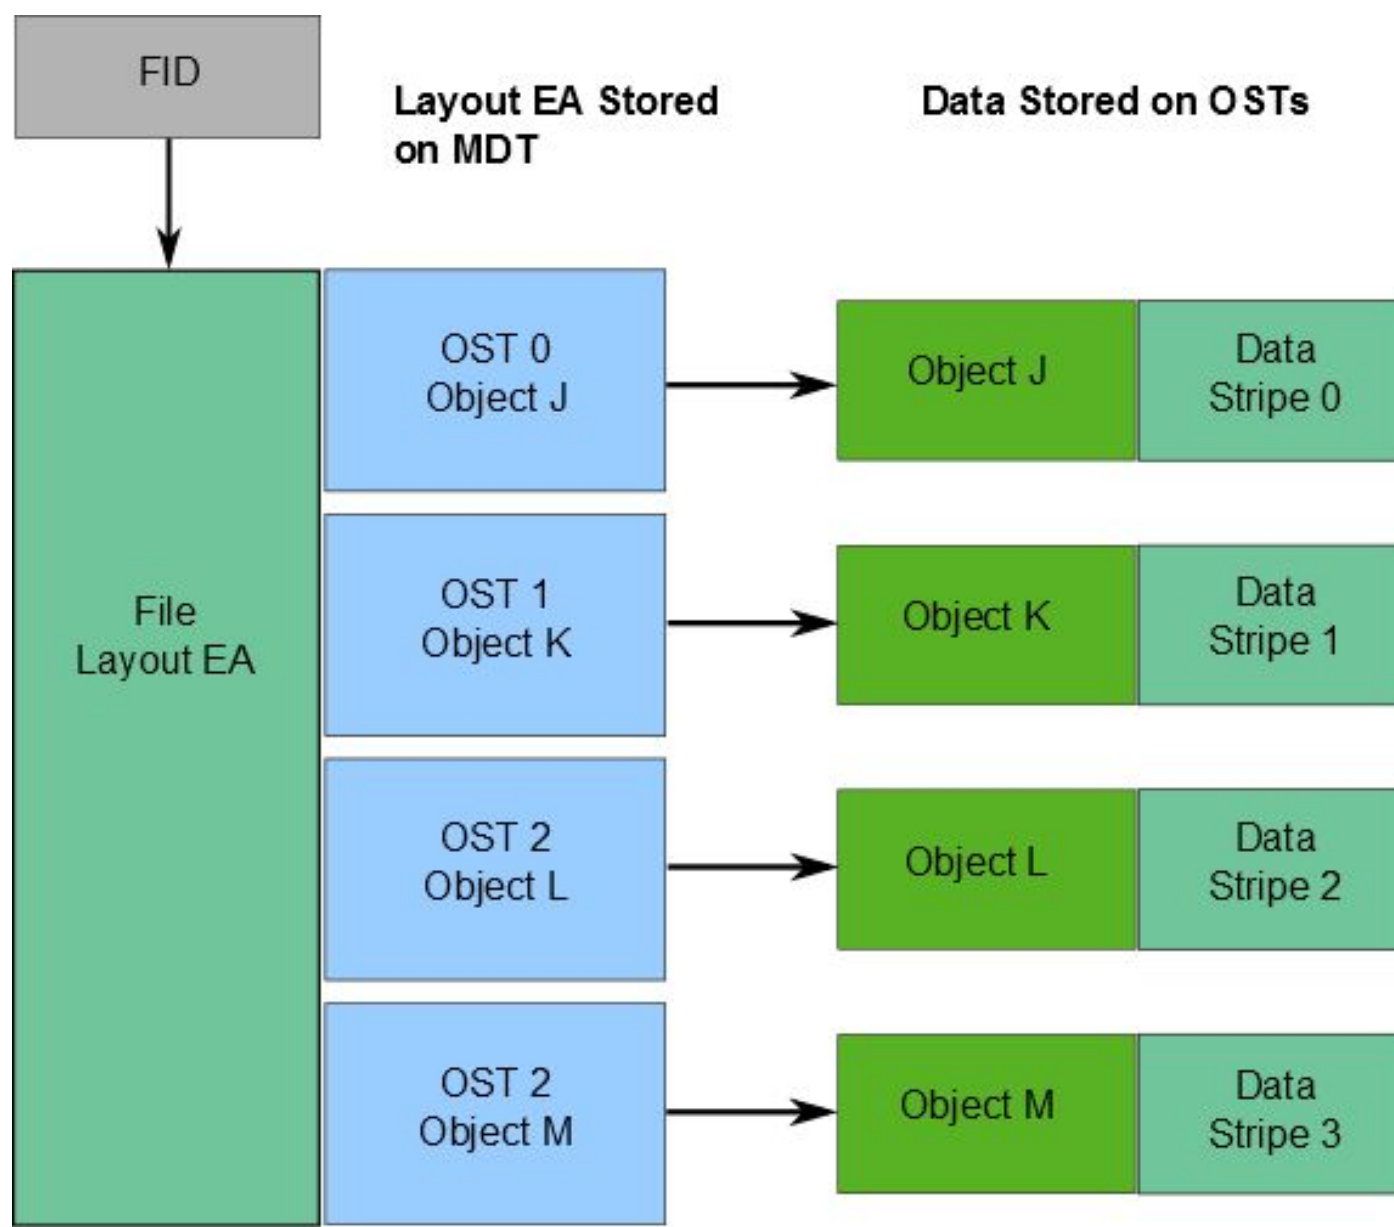 FID
Layout EA Stored
on MDT
Data Stored on OSTs
File
Layout EA
OST 0
Object J
Object J
Data
Stripe 0
OST 1
Object K
Object K
Data
Stripe 1
OST 2
Object L
Object L
Data
Stripe 2
OST 2
Object M
Object M
Data
Stripe 3